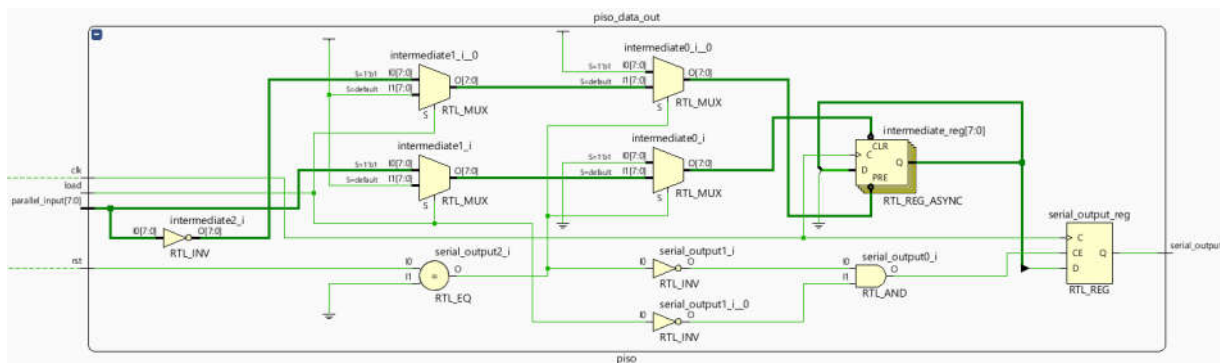 piso_data_out
intermediate1_i__0
S=1'b1 I0[7:0]
S=default I1[7:0]
O[7:0]
S
RTL_MUX
intermediate0_i__0
S=1'b1 I0[7:0]
S=default I1[7:0]
O[7:0]
S
RTL_MUX
intermediate1_i
S=1'b1 I0[7:0]
S=default I1[7:0]
O[7:0]
S
RTL_MUX
intermediate0_i
S=1'b1 I0[7:0]
S=default I1[7:0]
O[7:0]
S
RTL_MUX
intermediate_reg[7:0]
CLR
C
Q
D
PRE
RTL_REG_ASYNC
clk
load
parallel_input[7:0]
intermediate2_i
I0[7:0] O[7:0]
RTL_INV
rst
serial_output2_i
I0
I1
=
O
RTL_EQ
serial_output1_i
I0 O
RTL_INV
serial_output1_i__0
I0 O
RTL_INV
serial_output0_i
I0
I1
O
RTL_AND
serial_output_reg
C
CE
D
Q
RTL_REG
serial_output
piso